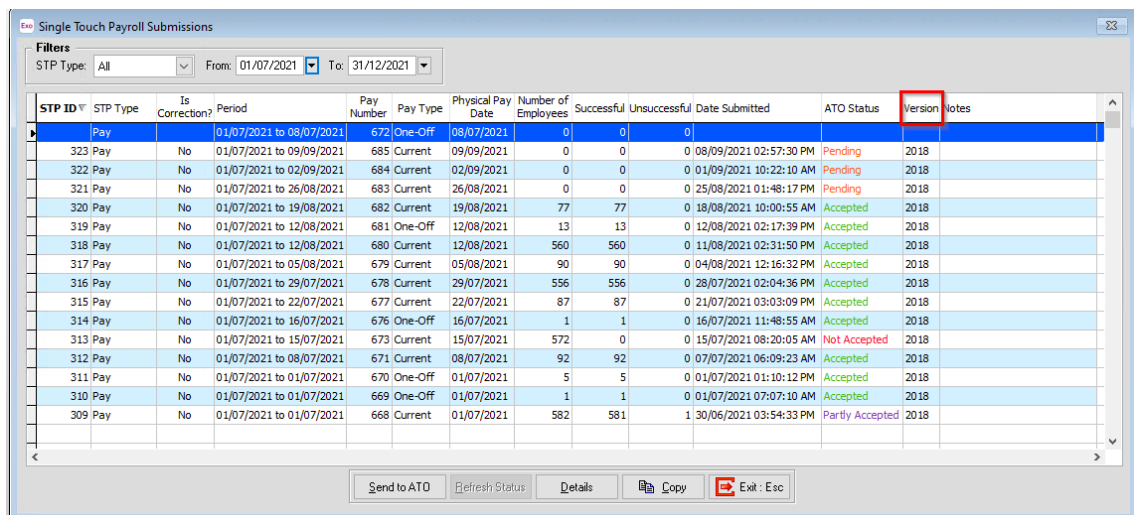 Exo Single Touch Payroll Submissions
Filters
STP Type: All From: 01/07/2021 To: 31/12/2021
STP ID STP Type Is Correction? Period Pay Number Pay Type Physical Pay Date Number of Employees Successful Unsuccessful Date Submitted ATO Status Version Notes
Pay 01/07/2021 to 08/07/2021 672 One-Off 08/07/2021 0 0 0
323 Pay No 01/07/2021 to 09/09/2021 685 Current 09/09/2021 0 0 0 08/09/2021 02:57:30 PM Pending 2018
322 Pay No 01/07/2021 to 02/09/2021 684 Current 02/09/2021 0 0 0 01/09/2021 10:22:10 AM Pending 2018
321 Pay No 01/07/2021 to 26/08/2021 683 Current 26/08/2021 0 0 0 25/08/2021 01:48:17 PM Pending 2018
320 Pay No 01/07/2021 to 19/08/2021 682 Current 19/08/2021 77 77 0 18/08/2021 10:00:55 AM Accepted 2018
319 Pay No 01/07/2021 to 12/08/2021 681 One-Off 12/08/2021 13 13 0 12/08/2021 02:17:39 PM Accepted 2018
318 Pay No 01/07/2021 to 12/08/2021 680 Current 12/08/2021 560 560 0 11/08/2021 02:31:50 PM Accepted 2018
317 Pay No 01/07/2021 to 05/08/2021 679 Current 05/08/2021 90 90 0 04/08/2021 12:16:32 PM Accepted 2018
316 Pay No 01/07/2021 to 29/07/2021 678 Current 29/07/2021 556 556 0 28/07/2021 02:04:36 PM Accepted 2018
315 Pay No 01/07/2021 to 22/07/2021 677 Current 22/07/2021 87 87 0 21/07/2021 03:03:09 PM Accepted 2018
314 Pay No 01/07/2021 to 16/07/2021 676 One-Off 16/07/2021 1 1 0 16/07/2021 11:48:55 AM Accepted 2018
313 Pay No 01/07/2021 to 15/07/2021 673 Current 15/07/2021 572 0 0 15/07/2021 08:20:05 AM Not Accepted 2018
312 Pay No 01/07/2021 to 08/07/2021 671 Current 08/07/2021 92 92 0 07/07/2021 06:09:23 AM Accepted 2018
311 Pay No 01/07/2021 to 01/07/2021 670 One-Off 01/07/2021 5 5 0 01/07/2021 01:10:12 PM Accepted 2018
310 Pay No 01/07/2021 to 01/07/2021 669 One-Off 01/07/2021 1 1 0 01/07/2021 07:07:10 AM Accepted 2018
309 Pay No 01/07/2021 to 01/07/2021 668 Current 01/07/2021 582 581 1 30/06/2021 03:54:33 PM Partly Accepted 2018
Send to ATO Refresh Status Details Copy Exit : Esc